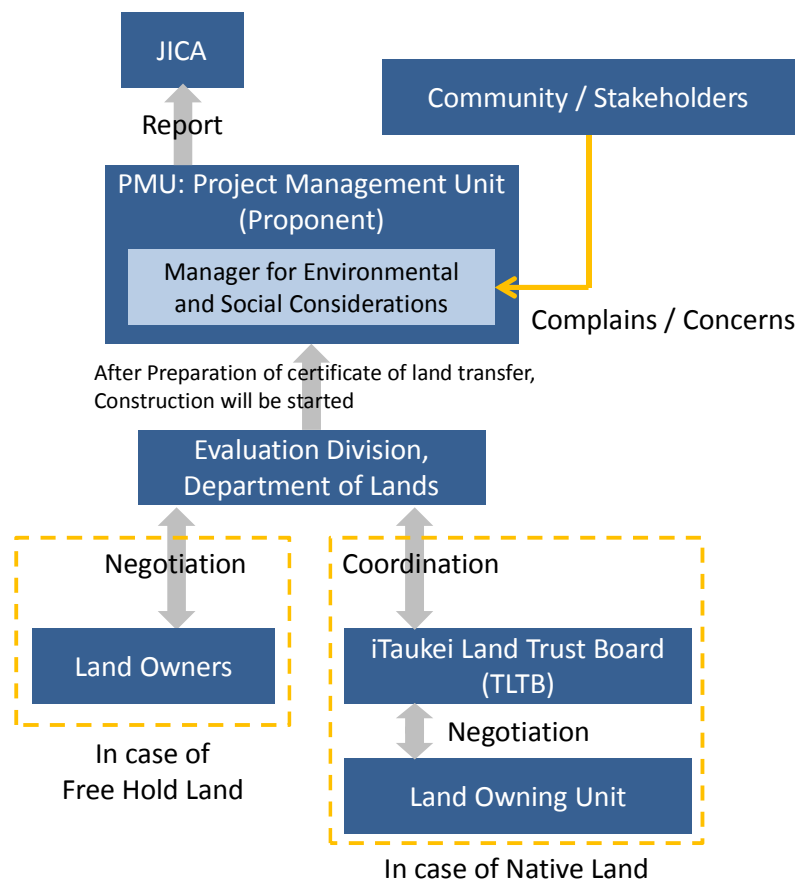 JICA
Community / Stakeholders
Report
PMU: Project Management Unit
(Proponent)
Manager for Environmental
and Social Considerations
Complains / Concerns
After Preparation of certificate of land transfer,
Construction will be started
Evaluation Division,
Department of Lands
Negotiation
Coordination
Land Owners
iTaukei Land Trust Board
(TLTB)
Negotiation
In case of
Free Hold Land
Land Owning Unit
In case of Native Land